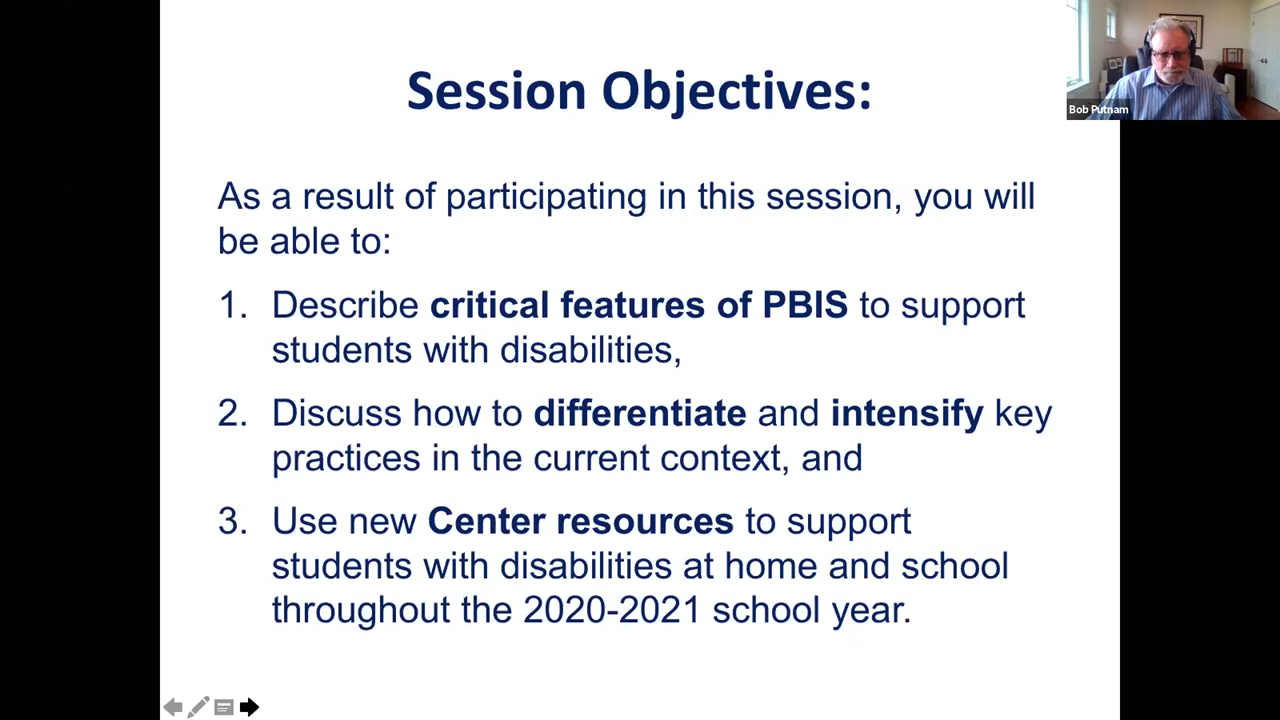 Session Objectives:
Bob Putnam
As a result of participating in this session, you will
be able to:
1. Describe critical features of PBIS to support
students with disabilities,
2. Discuss how to differentiate and intensify key
practices in the current context, and
3. Use new Center resources to support
students with disabilities at home and school
throughout the 2020-2021 school year.